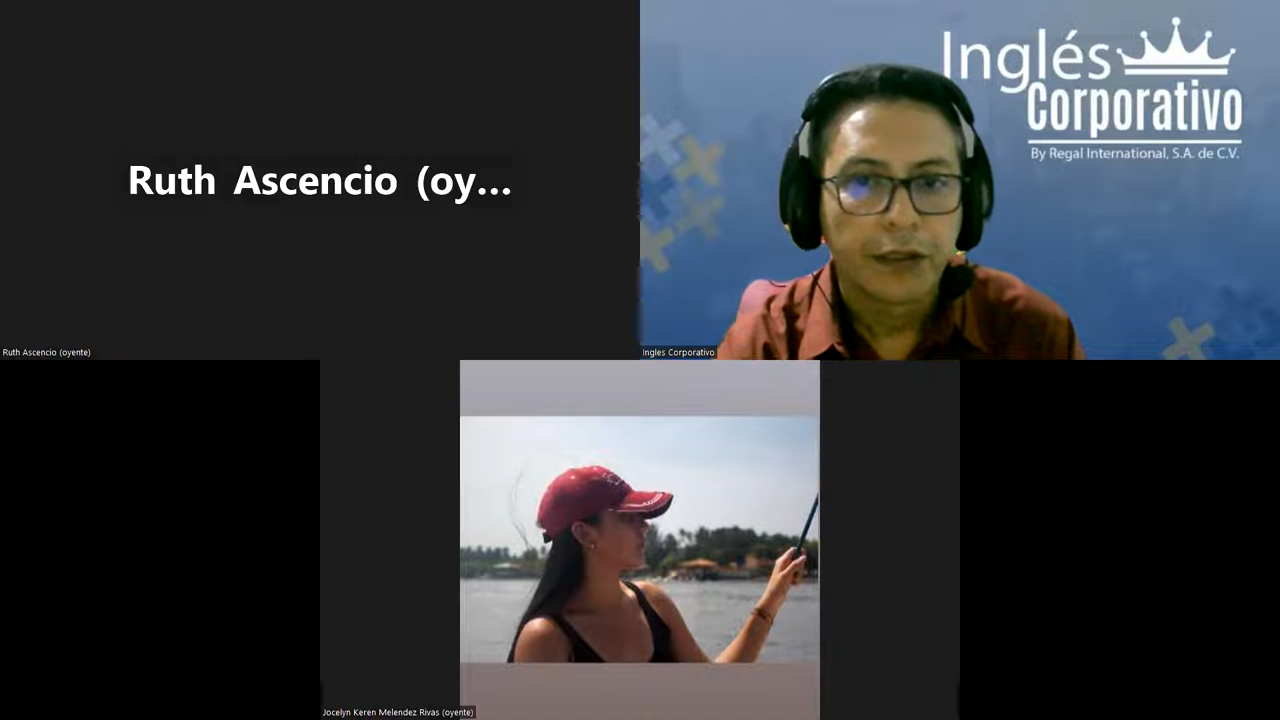 Ruth Ascencio (oy...
Ruth Ascencio (oyente)
Inglés
Corporativo
By Regal International, S.A. de C.V.
Ingles Corporativo
Jocelyn Keren Melendez Rivas (oyente)